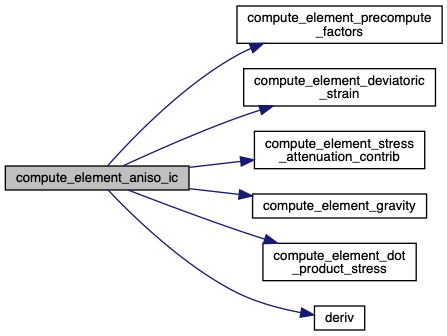 compute_element_precompute
_factors
compute_element_deviatoric
_strain
compute_element_stress
_attenuation_contrib
compute_element_aniso_ic
compute_element_gravity
compute_element_dot
_product_stress
deriv